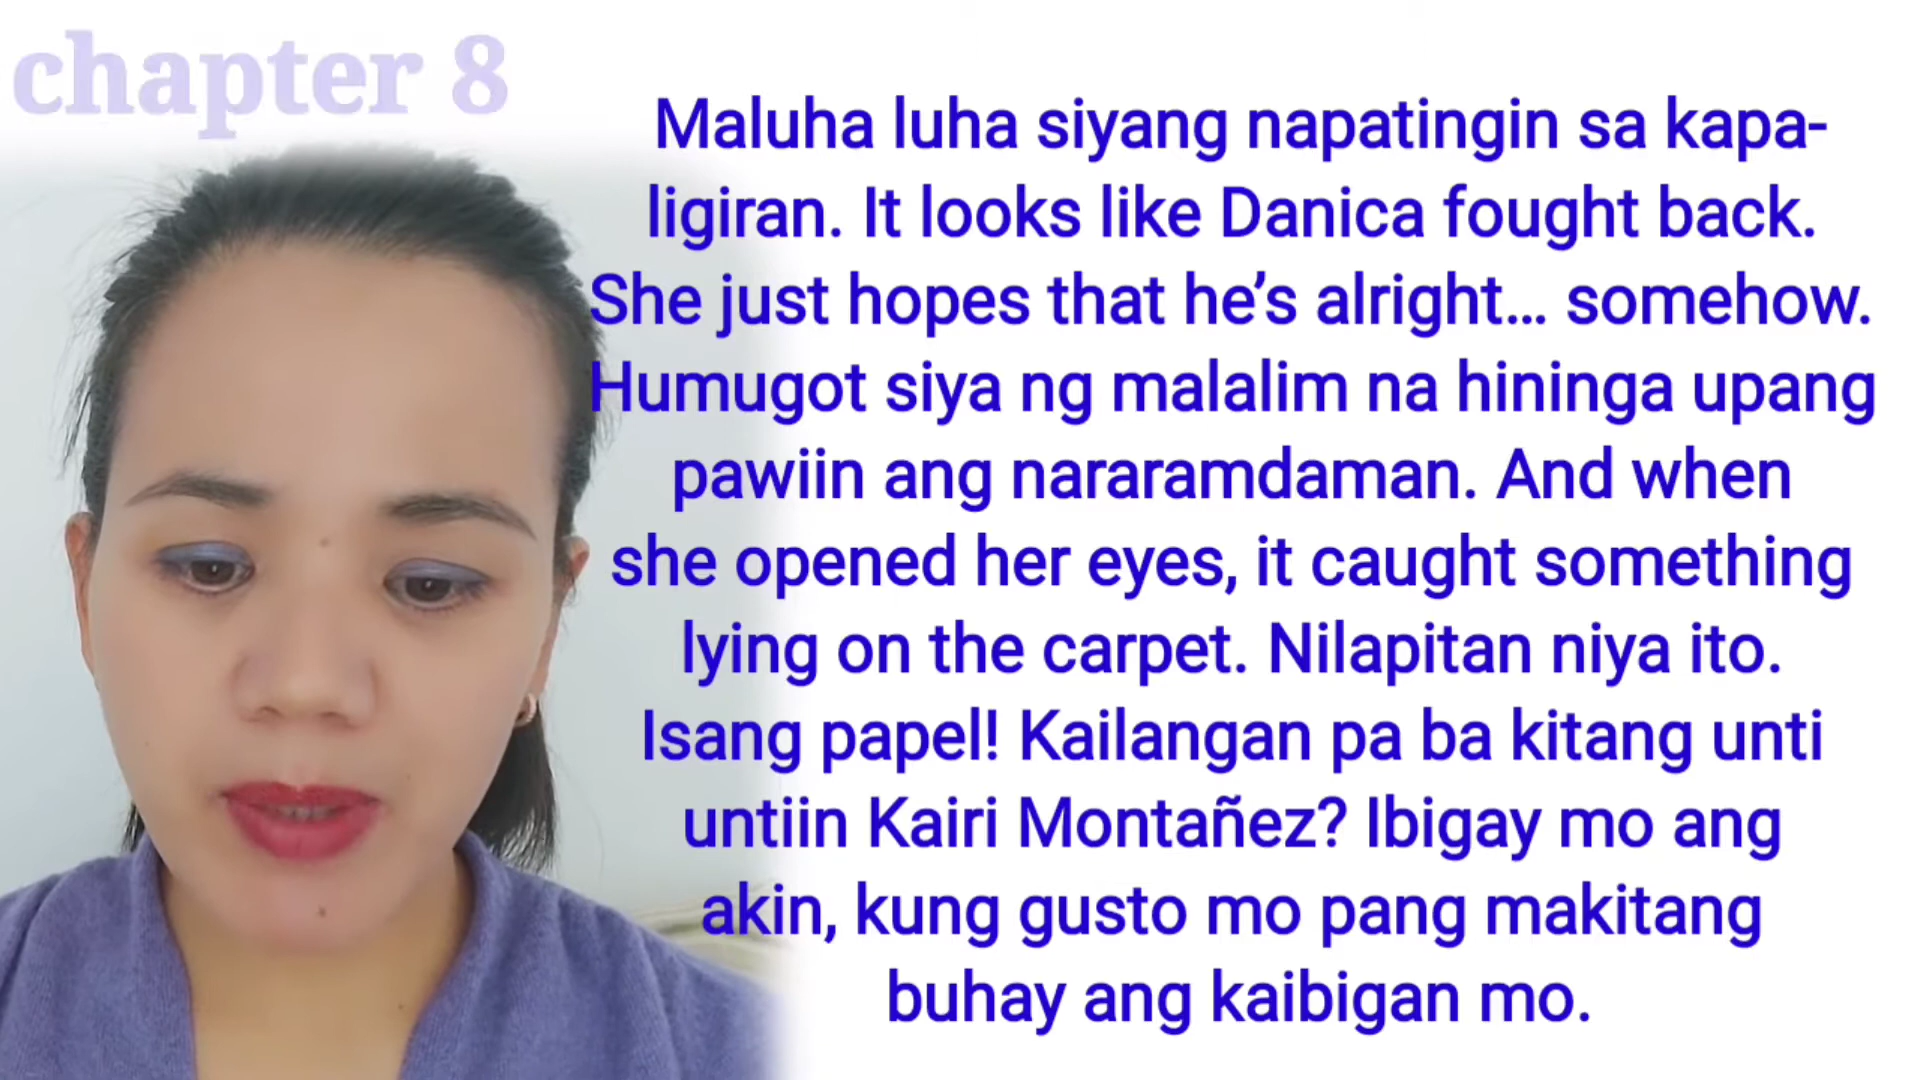 chapter 8
Maluha luha siyang napatingin sa kapa-
ligiran. It looks like Danica fought back.
She just hopes that he’s alright... somehow.
Humugot siya ng malalim na hininga upang
pawiin ang nararamdaman. And when
she opened her eyes, it caught something
lying on the carpet. Nilapitan niya ito.
Isang papel! Kailangan pa ba kitang unti
untiin Kairi Montañez? Ibigay mo ang
akin, kung gusto mo pang makitang
buhay ang kaibigan mo.